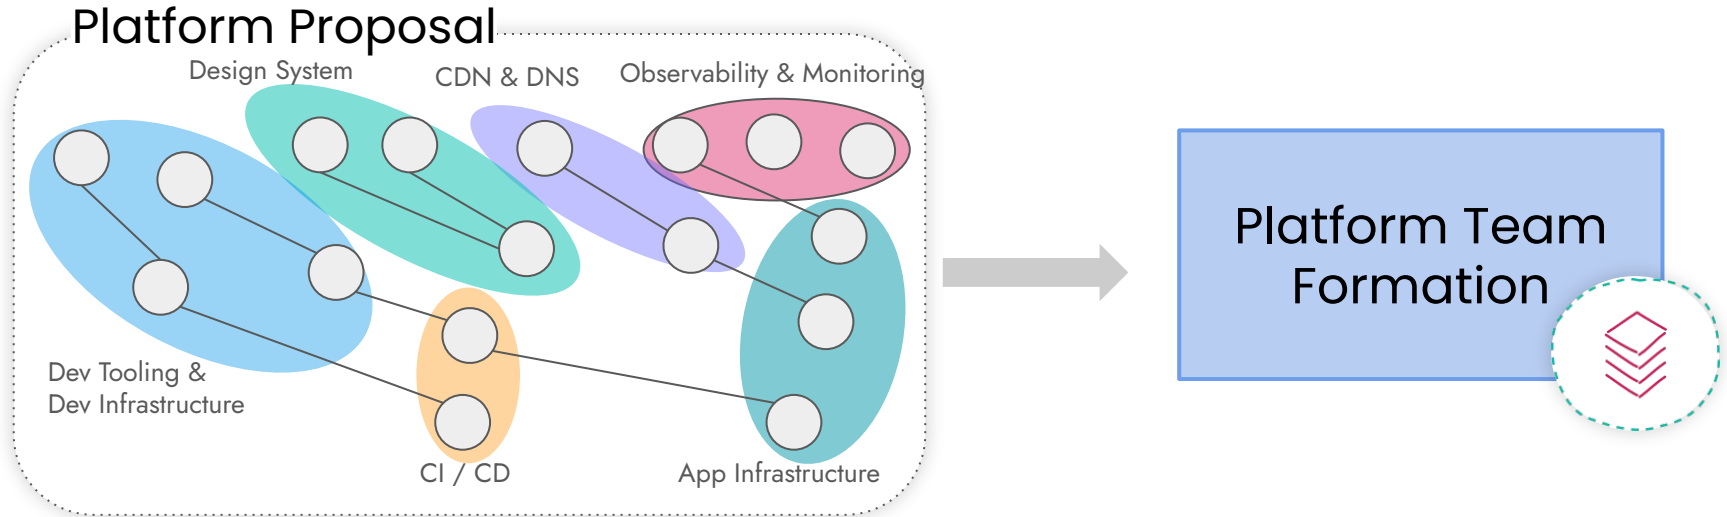 Platform Proposal
Design System
CDN & DNS
Observability & Monitoring
Dev Tooling &
Dev Infrastructure
CI / CD
App Infrastructure
Platform Team
Formation